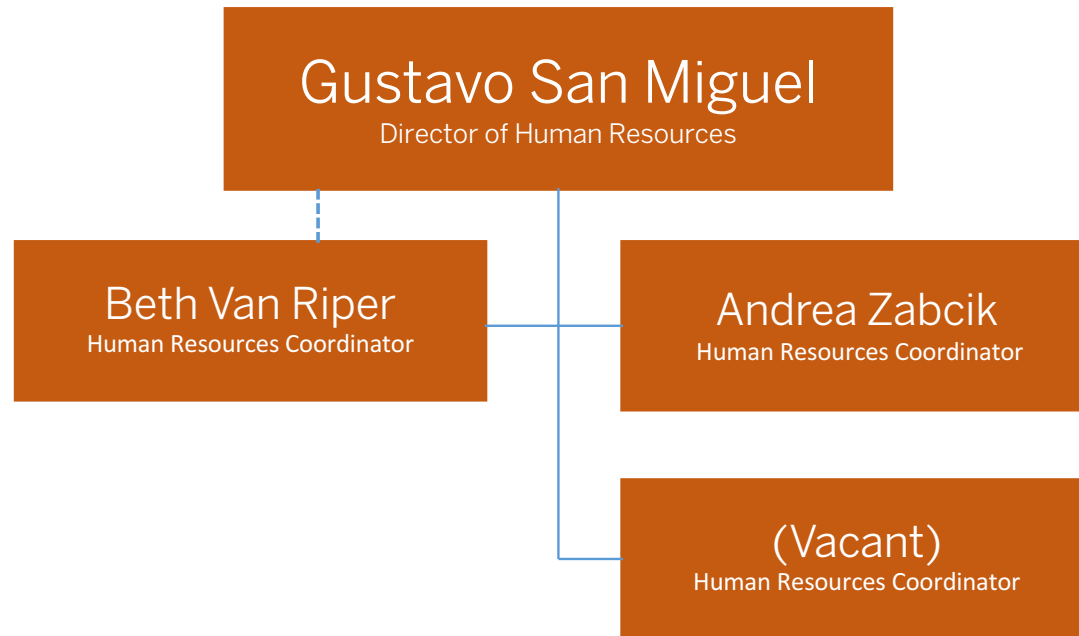 Gustavo San Miguel
Director of Human Resources
Beth Van Riper
Human Resources Coordinator
Andrea Zabcik
Human Resources Coordinator
(Vacant)
Human Resources Coordinator